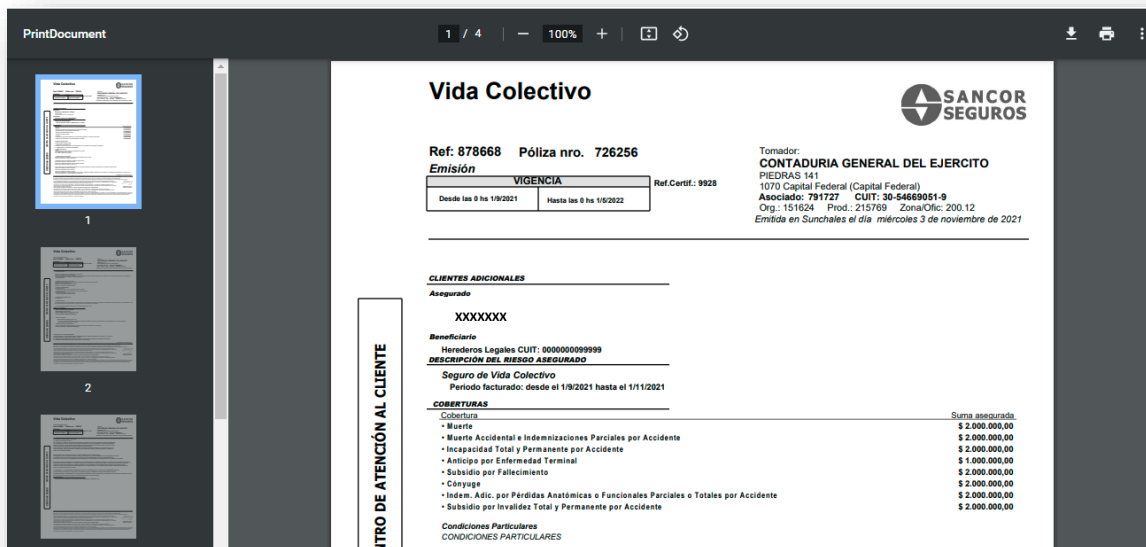 PrintDocument
1 / 4
100%
1
2
Vida Colectivo
SANCOR
SEGUROS
Ref: 878668 Póliza nro. 726256
Emisión
VIGENCIA
Desde las 0 hs 1/9/2021
Hasta las 0 hs 1/5/2022
Ref.Certif.: 9928
Tomador:
CONTADURIA GENERAL DEL EJERCITO
PIEDRAS 141
1070 Capital Federal (Capital Federal)
Asociado: 791727 CUIT: 30-54669051-9
Org.: 151624 Prod.: 215769 Zona/Ofic: 200.12
Emitida en Sunchales el día miércoles 3 de noviembre de 2021
CLIENTES ADICIONALES
Asegurado
XXXXXXX
Beneficiario
Herederos Legales CUIT: 0000000099999
DESCRIPCIÓN DEL RIESGO ASEGURADO
Seguro de Vida Colectivo
Periodo facturado: desde el 1/9/2021 hasta el 1/11/2021
COBERTURAS
Cobertura Suma asegurada
• Muerte $ 2.000.000,00
• Muerte Accidental e Indemnizaciones Parciales por Accidente $ 2.000.000,00
• Incapacidad Total y Permanente por Accidente $ 2.000.000,00
• Anticipo por Enfermedad Terminal $ 1.000.000,00
• Subsidio por Fallecimiento $ 2.000.000,00
• Cónyuge $ 2.000.000,00
• Indem. Adic. por Pérdidas Anatómicas o Funcionales Parciales o Totales por Accidente $ 2.000.000,00
• Subsidio por Invalidez Total y Permanente por Accidente $ 2.000.000,00
Condiciones Particulares
CONDICIONES PARTICULARES
NTRO DE ATENCIÓN AL CLIENTE